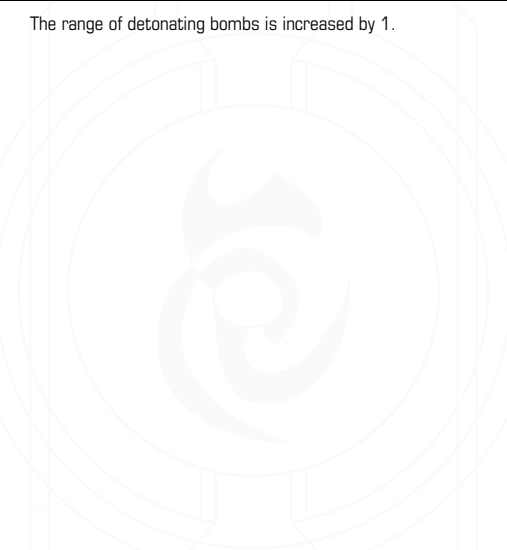 The range of detonating bombs is increased by 1.